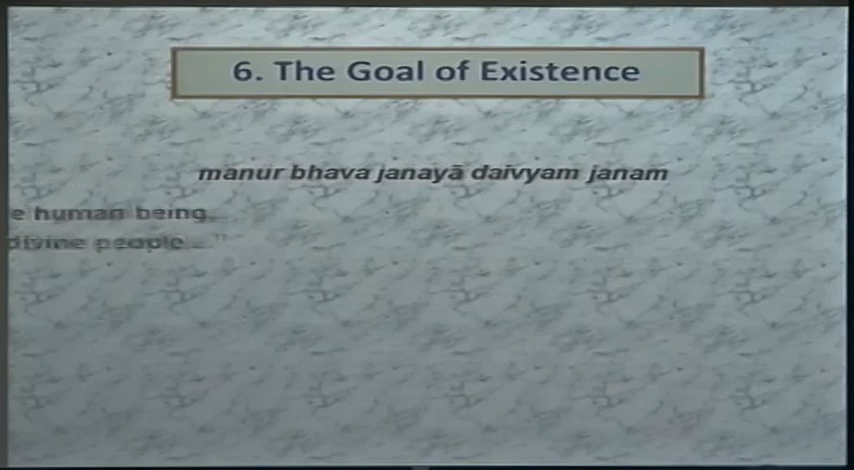 6. The Goal of Existence
manur bhava janayā daivyam janam
e human being,
divine people..."